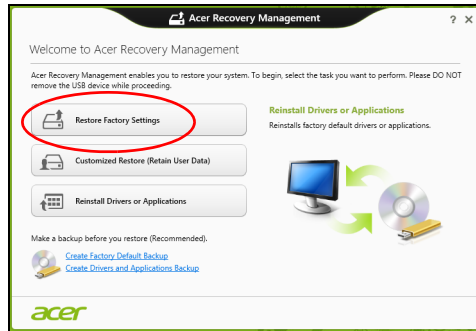 Acer Recovery Management
? X
Welcome to Acer Recovery Management
Acer Recovery Management enables you to restore your system. To begin, select the task you want to perform. Please DO NOT
remove the USB device while proceeding.
Restore Factory Settings
Reinstall Drivers or Applications
Reinstalls factory default drivers or applications.
Customized Restore (Retain User Data)
Reinstall Drivers or Applications
Make a backup before you restore (Recommended).
Create Factory Default Backup
Create Drivers and Applications Backup
acer